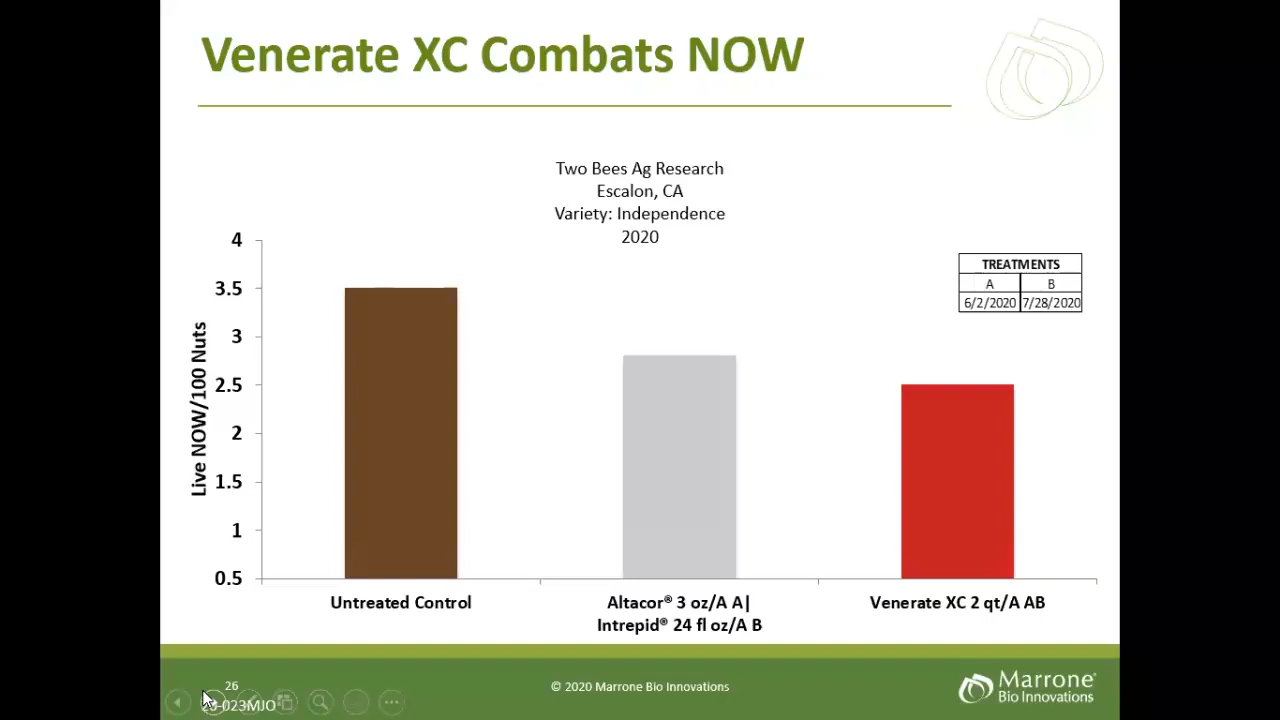 Venerate XC Combats NOW
Two Bees Ag Research
Escalon, CA
Variety: Independence
2020
TREATMENTS
A B
6/2/2020 7/28/2020
Live NOW/100 Nuts
4
3.5
3
2.5
2
1.5
1
0.5
Untreated Control
Altacor® 3 oz/A A|
Intrepid® 24 fl oz/A B
Venerate XC 2 qt/A AB
26
© 2020 Marrone Bio Innovations
Marrone®
Bio Innovations